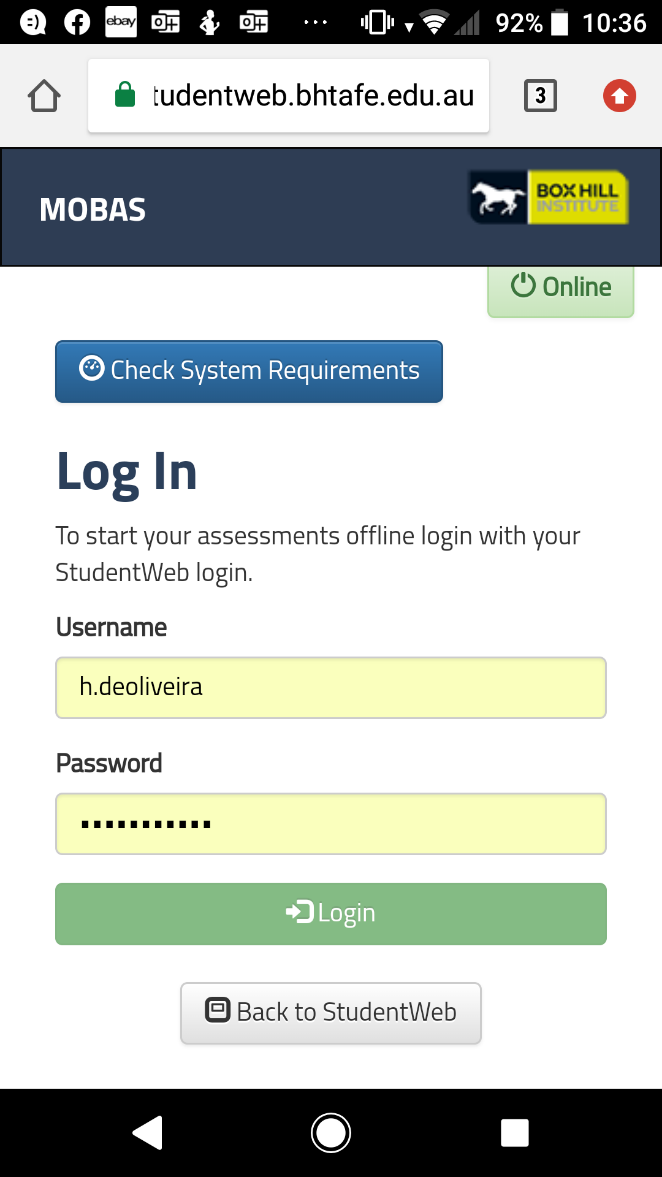 ebay
92% 10:36
tudentweb.bhtafe.edu.au
3
MOBAS
BOX HILL
INSTITUTE
Online
Check System Requirements
Log In
To start your assessments offline login with your
StudentWeb login.
Username
h.deoliveira
Password
•••••••••••
Login
Back to StudentWeb